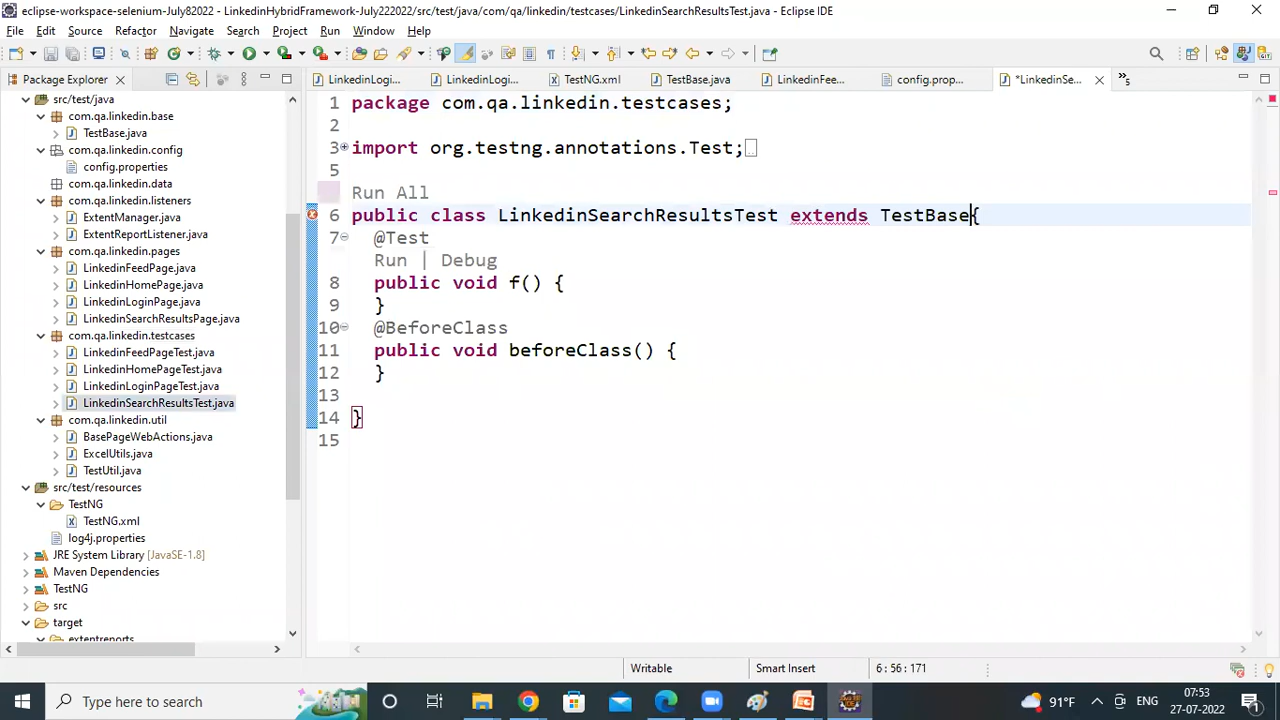 eclipse-workspace-selenium-July82022 - LinkedinHybridFramework-July222022/src/test/java/com/qa/linkedin/testcases/LinkedinSearchResultsTest.java - Eclipse IDE
File Edit Source Refactor Navigate Search Project Run Window Help
Package Explorer
LinkedinLogi...
LinkedinLogi...
TestNG.xml
TestBase.java
LinkedinFee...
config.prop...
*LinkedinSe...
»5
src/test/java
com.qa.linkedin.base
TestBase.java
com.qa.linkedin.config
config.properties
com.qa.linkedin.data
com.qa.linkedin.listeners
ExtentManager.java
ExtentReportListener.java
com.qa.linkedin.pages
LinkedinFeedPage.java
LinkedinHomePage.java
LinkedinLoginPage.java
LinkedinSearchResultsPage.java
com.qa.linkedin.testcases
LinkedinFeedPageTest.java
LinkedinHomePageTest.java
LinkedinLoginPageTest.java
LinkedinSearchResultsTest.java
com.qa.linkedin.util
BasePageWebActions.java
ExcelUtils.java
TestUtil.java
src/test/resources
TestNG
TestNG.xml
log4j.properties
JRE System Library [JavaSE-1.8]
Maven Dependencies
TestNG
src
target
extentreports
1 package com.qa.linkedin.testcases;
2
3 import org.testng.annotations.Test;
5
Run All
6 public class LinkedinSearchResultsTest extends TestBase{
7 @Test
Run | Debug
8 public void f() {
9 }
10 @BeforeClass
11 public void beforeClass() {
12 }
13
14 }
15
Writable
Smart Insert
6 : 56 : 171
Type here to search
91°F
ENG
07:53
27-07-2022
1